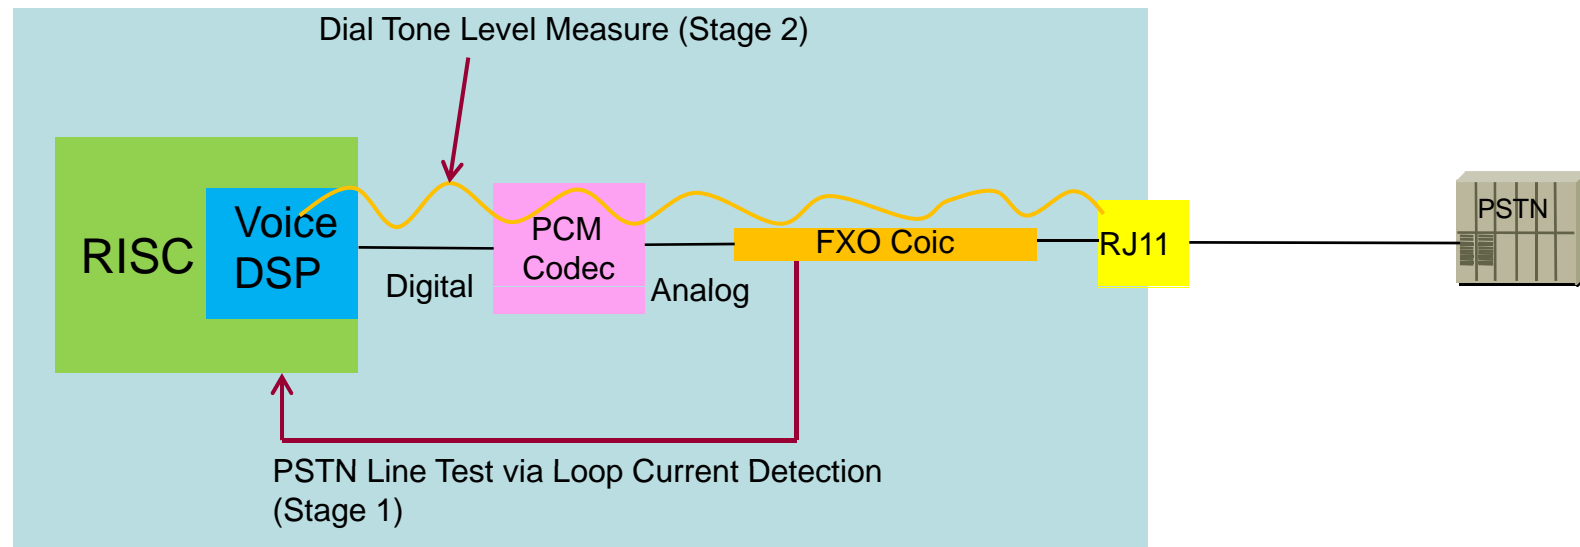 Dial Tone Level Measure (Stage 2)
RISC
Voice
DSP
Digital
PCM
Codec
Analog
FXO Coic
RJ11
PSTN
PSTN Line Test via Loop Current Detection
(Stage 1)